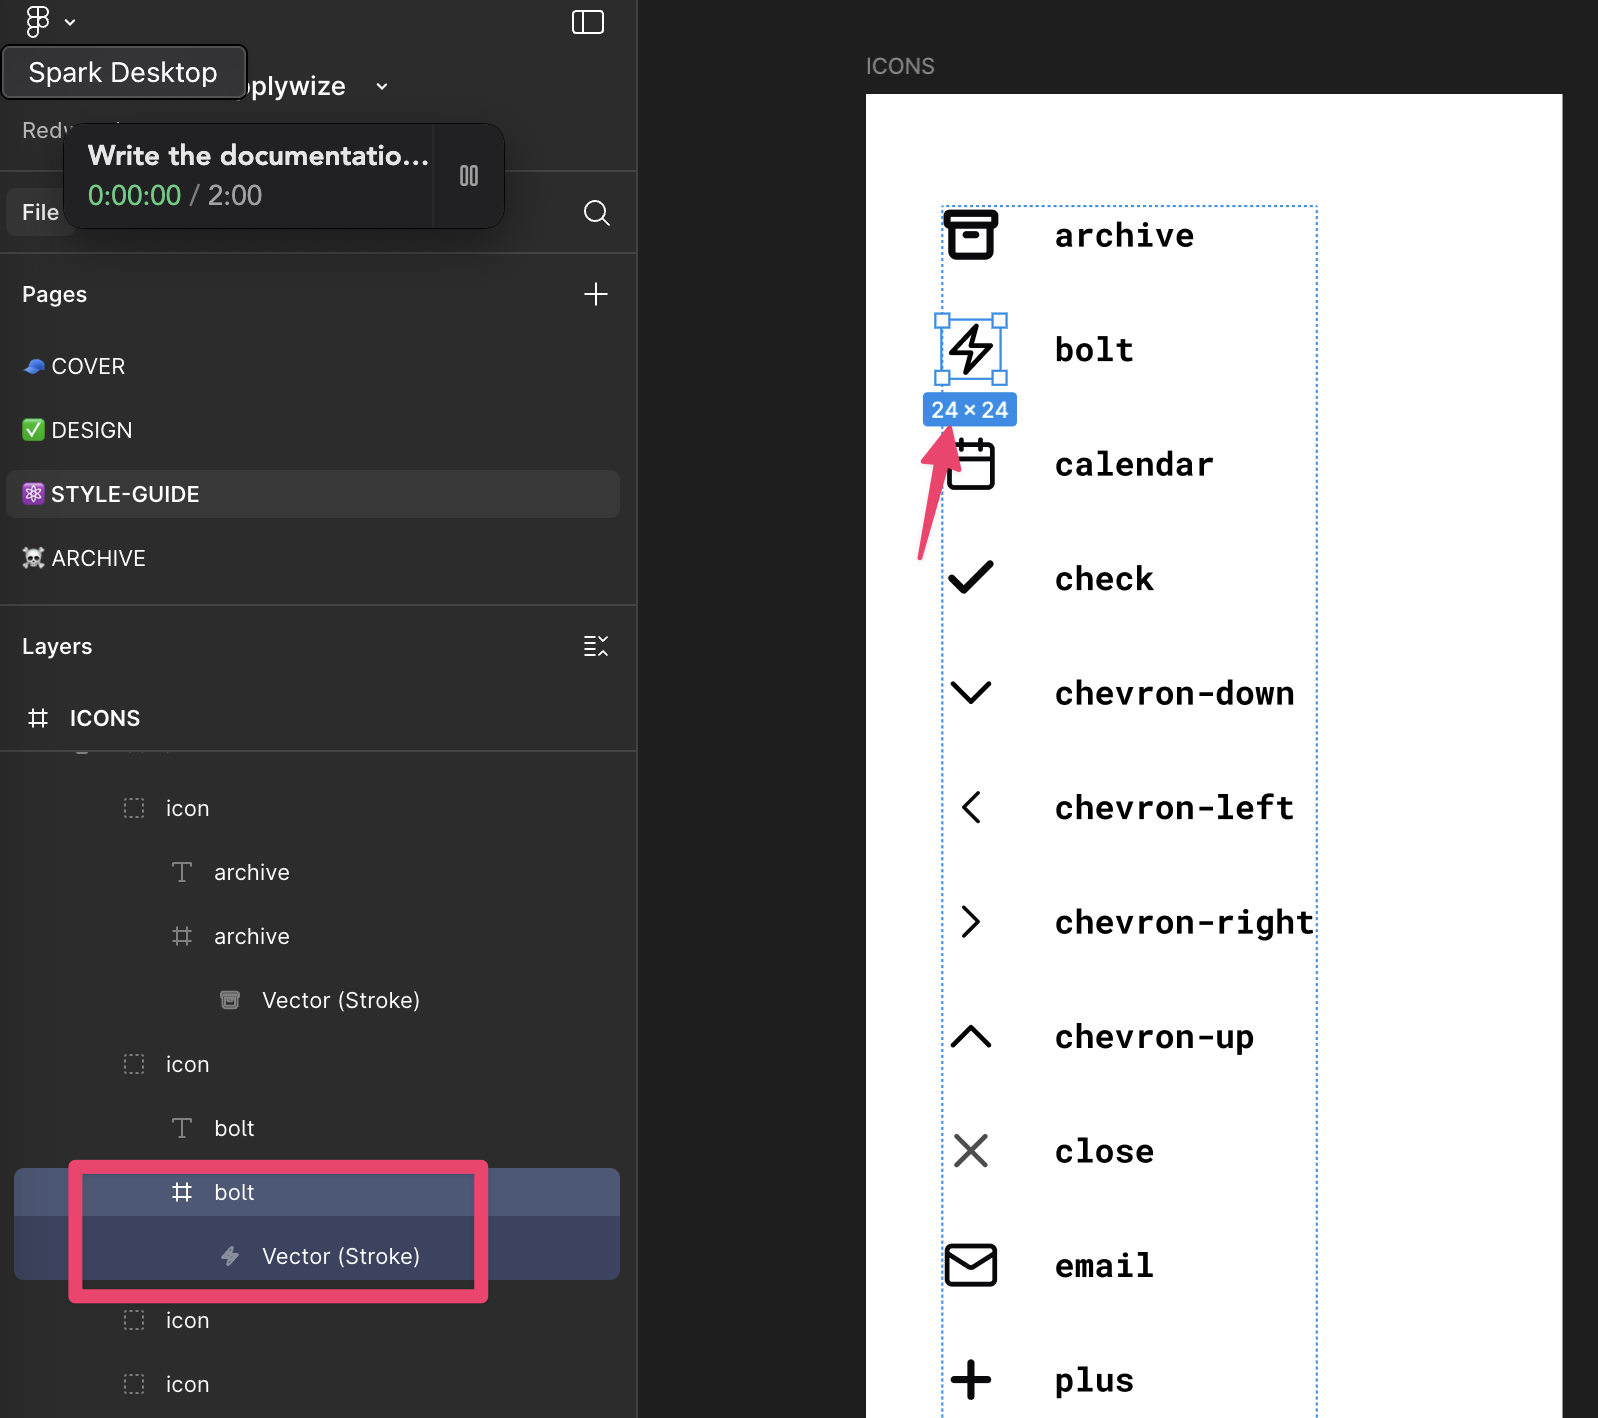 Spark Desktop
plywize
Write the documentatio...
0:00:00 / 2:00
File
Pages
COVER
DESIGN
STYLE-GUIDE
ARCHIVE
Layers
ICONS
icon
archive
archive
Vector (Stroke)
icon
bolt
bolt
Vector (Stroke)
icon
icon
ICONS
archive
bolt
24 × 24
calendar
check
chevron-down
chevron-left
chevron-right
chevron-up
close
email
plus